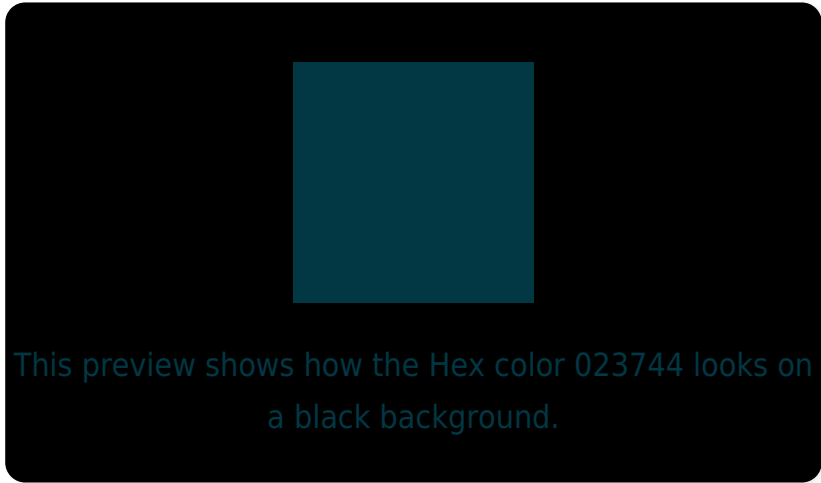 This preview shows how the Hex color 023744 looks on
a black background.